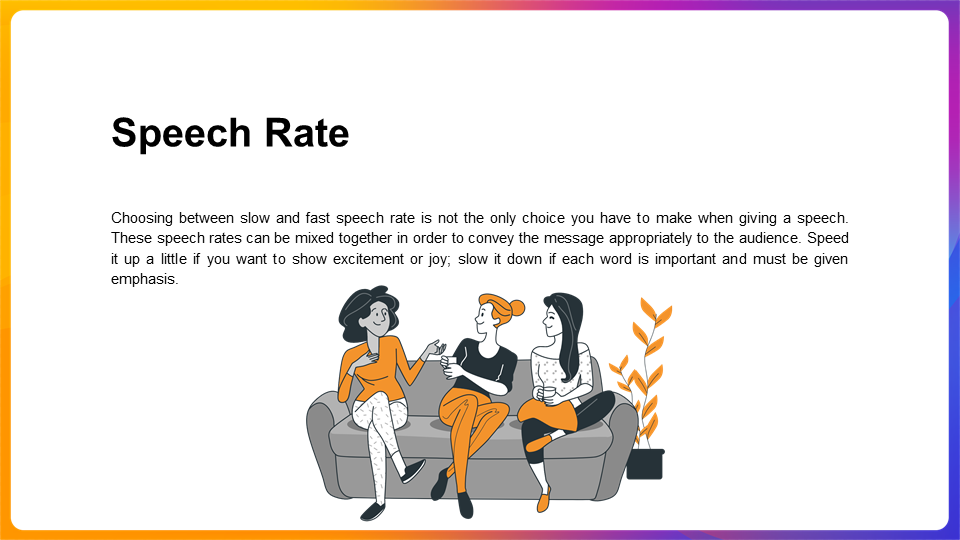 Speech Rate
Choosing between slow and fast speech rate is not the only choice you have to make when giving a speech.
These speech rates can be mixed together in order to convey the message appropriately to the audience. Speed
it up a little if you want to show excitement or joy; slow it down if each word is important and must be given
emphasis.